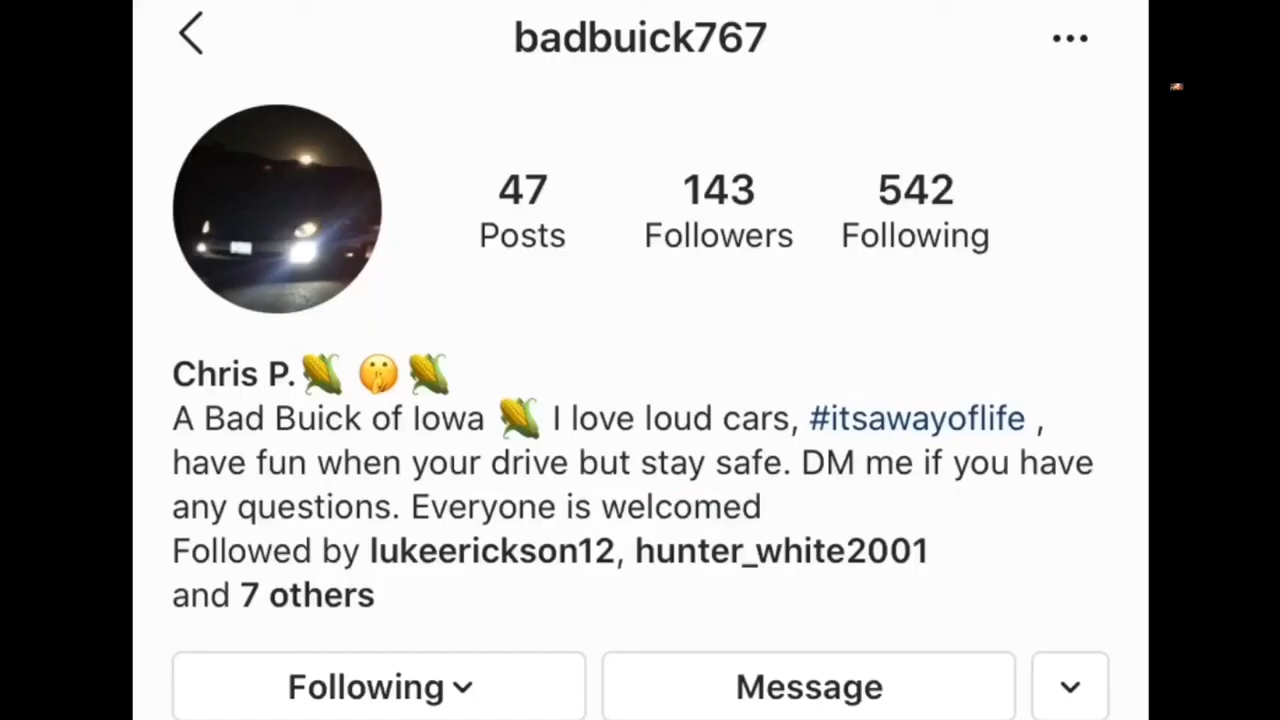 badbuick767
47 143 542
Posts Followers Following
Chris P.🌽 🤫 🌽
A Bad Buick of Iowa 🌽 I love loud cars, #itsawayoflife ,
have fun when your drive but stay safe. DM me if you have
any questions. Everyone is welcomed
Followed by lukeerickson12, hunter_white2001
and 7 others
Following Message